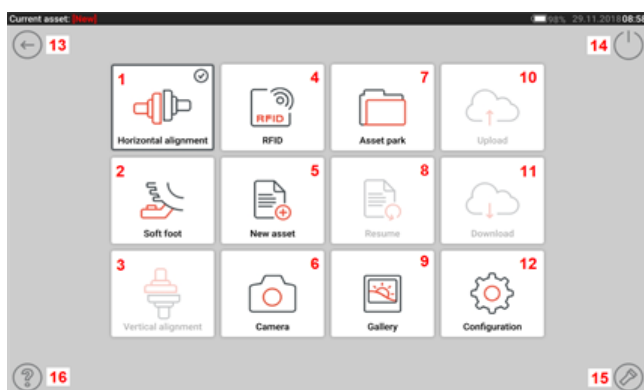 Current asset: [New] 98% 29.11.2018 08:58
13 14
1 4 7 10
RFID
Horizontal alignment RFID Asset park Upload
2 5 8 11
Soft foot New asset Resume Download
3 6 9 12
Vertical alignment Camera Gallery Configuration
? 16 15